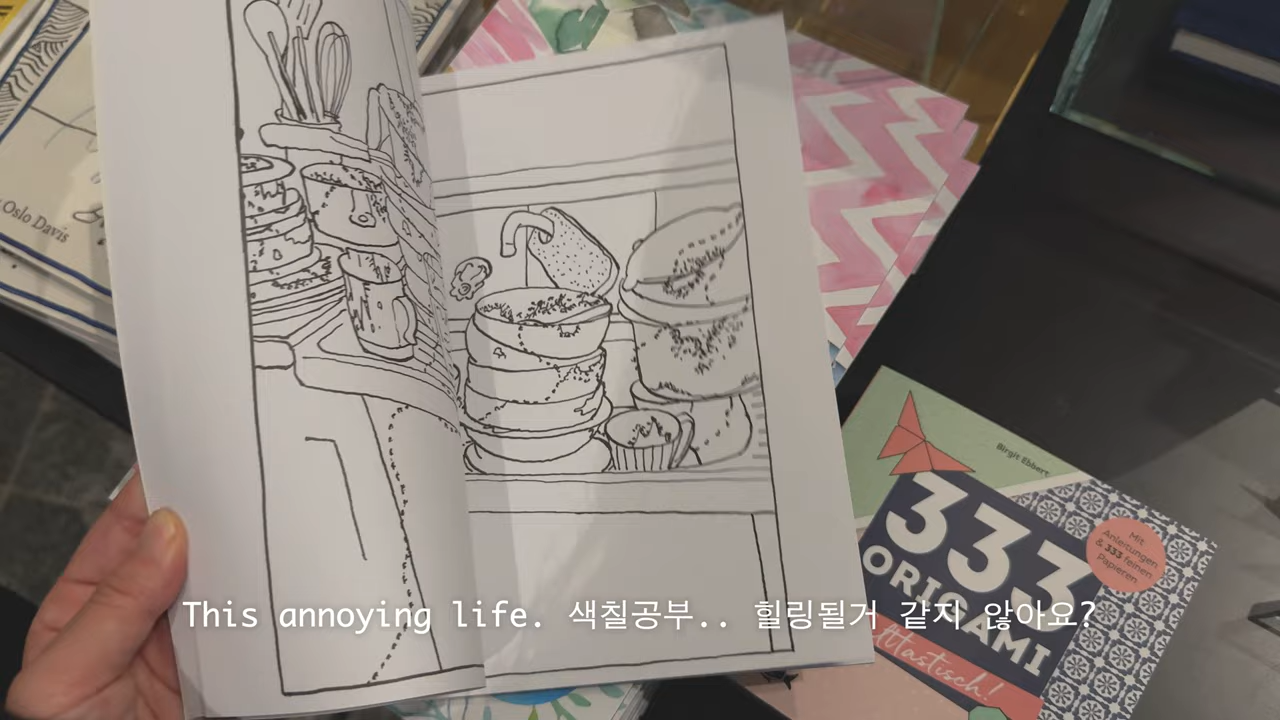 Oslo Davis
Birgit Ebbert
333
ORIGAMI
Mit
Anleitungen
& 333 feinen
Papieren
This annoying life. 색칠공부.. 힐링될거 같지 않아요?